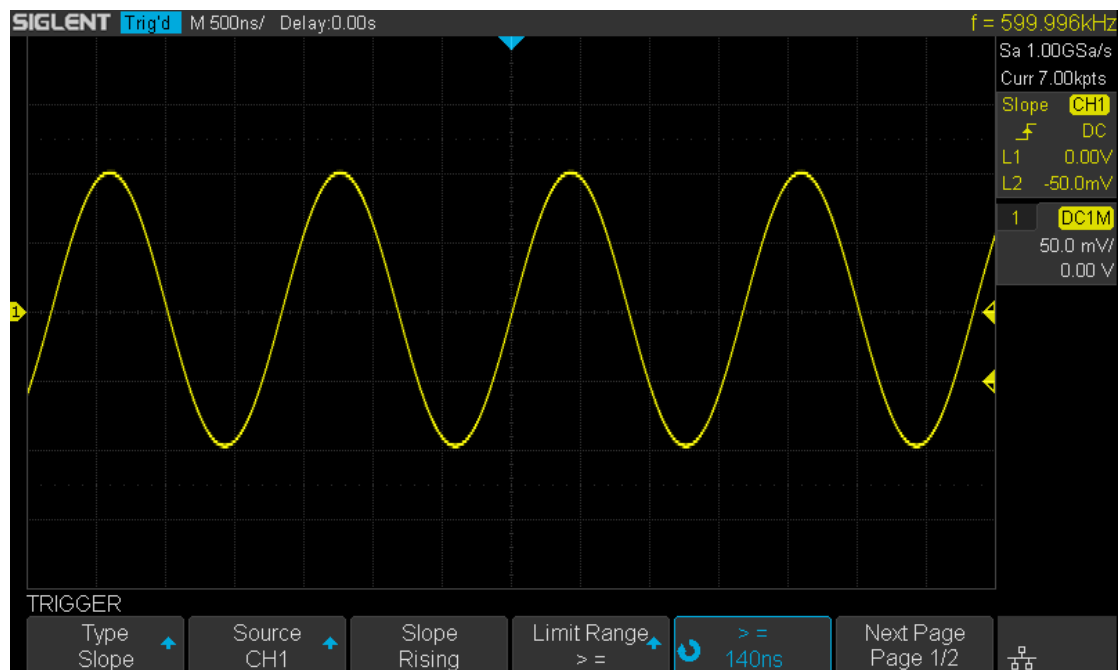 SIGLENT Trig'd M 500ns/ Delay:0.00s f = 599.996kHz
Sa 1.00GSa/s
Curr 7.00kpts
Slope CH1
DC
L1 0.00V
L2 -50.0mV
1 DC1M
50.0 mV/
0.00 V
1
TRIGGER
Type Source Slope Limit Range > = Next Page
Slope CH1 Rising > = 140ns Page 1/2